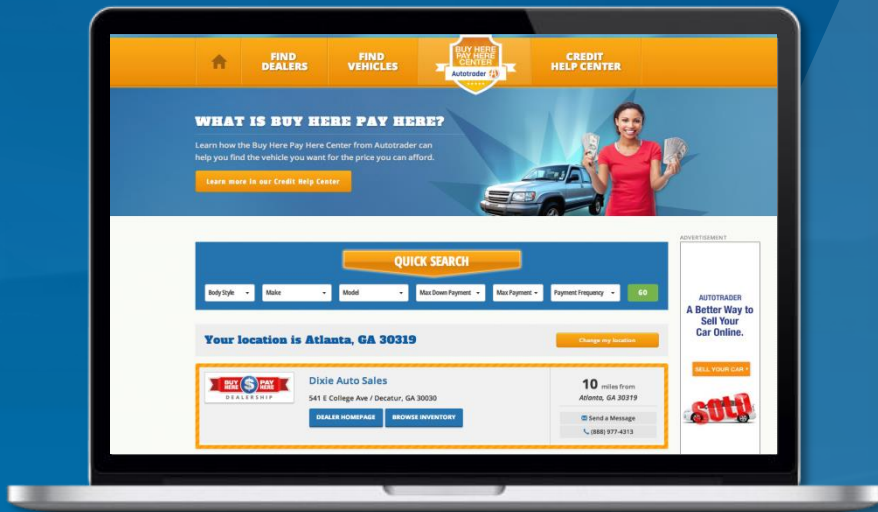 FIND
DEALERS
FIND
VEHICLES
BUY HERE
PAY HERE
CENTER
Autotrader
CREDIT
HELP CENTER
WHAT IS BUY HERE PAY HERE?
Learn how the Buy Here Pay Here Center from Autotrader can
help you find the vehicle you want for the price you can afford.
Learn more in our Credit Help Center
ADVERTISEMENT
QUICK SEARCH
Body Style Make Model Max Down Payment Max Payment Payment Frequency GO
Your location is Atlanta, GA 30319
Change my location
BUY HERE $ PAY HERE
DEALERSHIP
Dixie Auto Sales
541 E College Ave / Decatur, GA 30030
DEALER HOMEPAGE BROWSE INVENTORY
10 miles from
Atlanta, GA 30319
Send a Message
(888) 977-4313
AUTOTRADER
A Better Way to
Sell Your
Car Online.
SELL YOUR CAR
SOLD